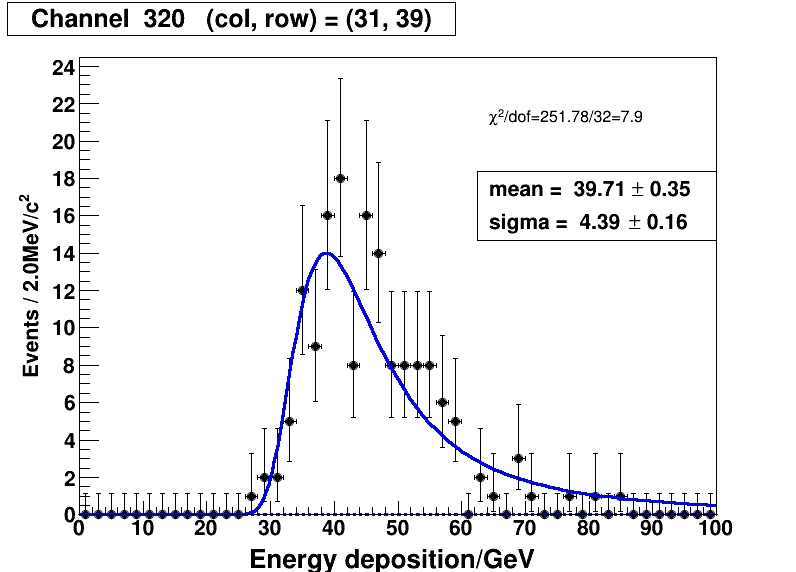 Channel 320 (col, row) = (31, 39)
24
22
20
18
16
14
12
10
8
6
4
2
0
Events / 2.0MeV/c²
χ²/dof=251.78/32=7.9
mean = 39.71 ± 0.35
sigma = 4.39 ± 0.16
0 10 20 30 40 50 60 70 80 90 100
Energy deposition/GeV